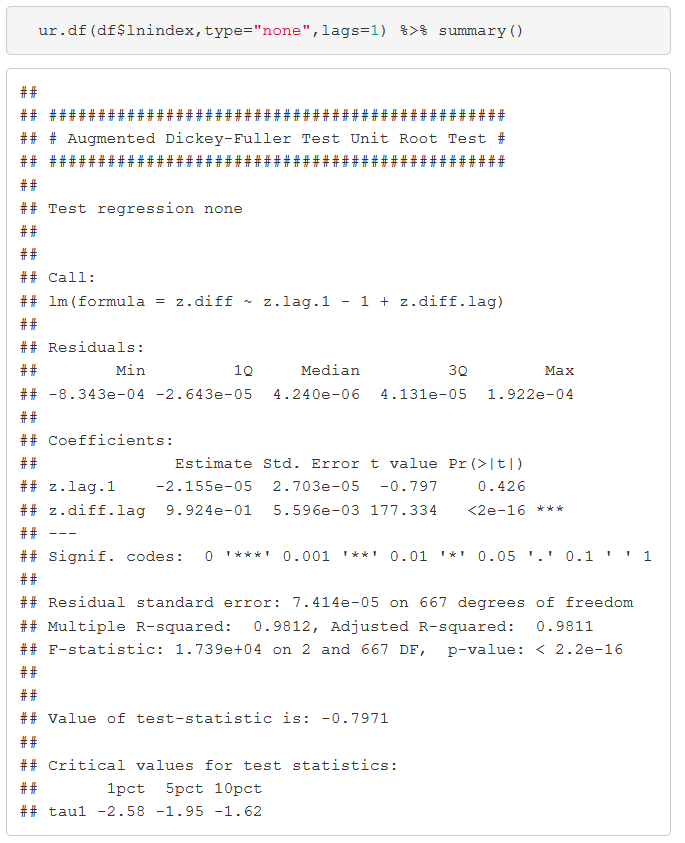 ur.df(df$lnindex,type="none",lags=1) %>% summary()
##
## ###############################################
## # Augmented Dickey-Fuller Test Unit Root Test #
## ###############################################
##
## Test regression none
##
##
## Call:
## lm(formula = z.diff ~ z.lag.1 - 1 + z.diff.lag)
##
## Residuals:
##        Min         1Q     Median         3Q        Max
## -8.343e-04 -2.643e-05  4.240e-06  4.131e-05  1.922e-04
##
## Coefficients:
##              Estimate Std. Error t value Pr(>|t|)
## z.lag.1    -2.155e-05  2.703e-05  -0.797    0.426
## z.diff.lag  9.924e-01  5.596e-03 177.334   <2e-16 ***
## ---
## Signif. codes:  0 '***' 0.001 '**' 0.01 '*' 0.05 '.' 0.1 ' ' 1
##
## Residual standard error: 7.414e-05 on 667 degrees of freedom
## Multiple R-squared:  0.9812, Adjusted R-squared:  0.9811
## F-statistic: 1.739e+04 on 2 and 667 DF,  p-value: < 2.2e-16
##
##
## Value of test-statistic is: -0.7971
##
## Critical values for test statistics:
##       1pct  5pct 10pct
## tau1 -2.58 -1.95 -1.62